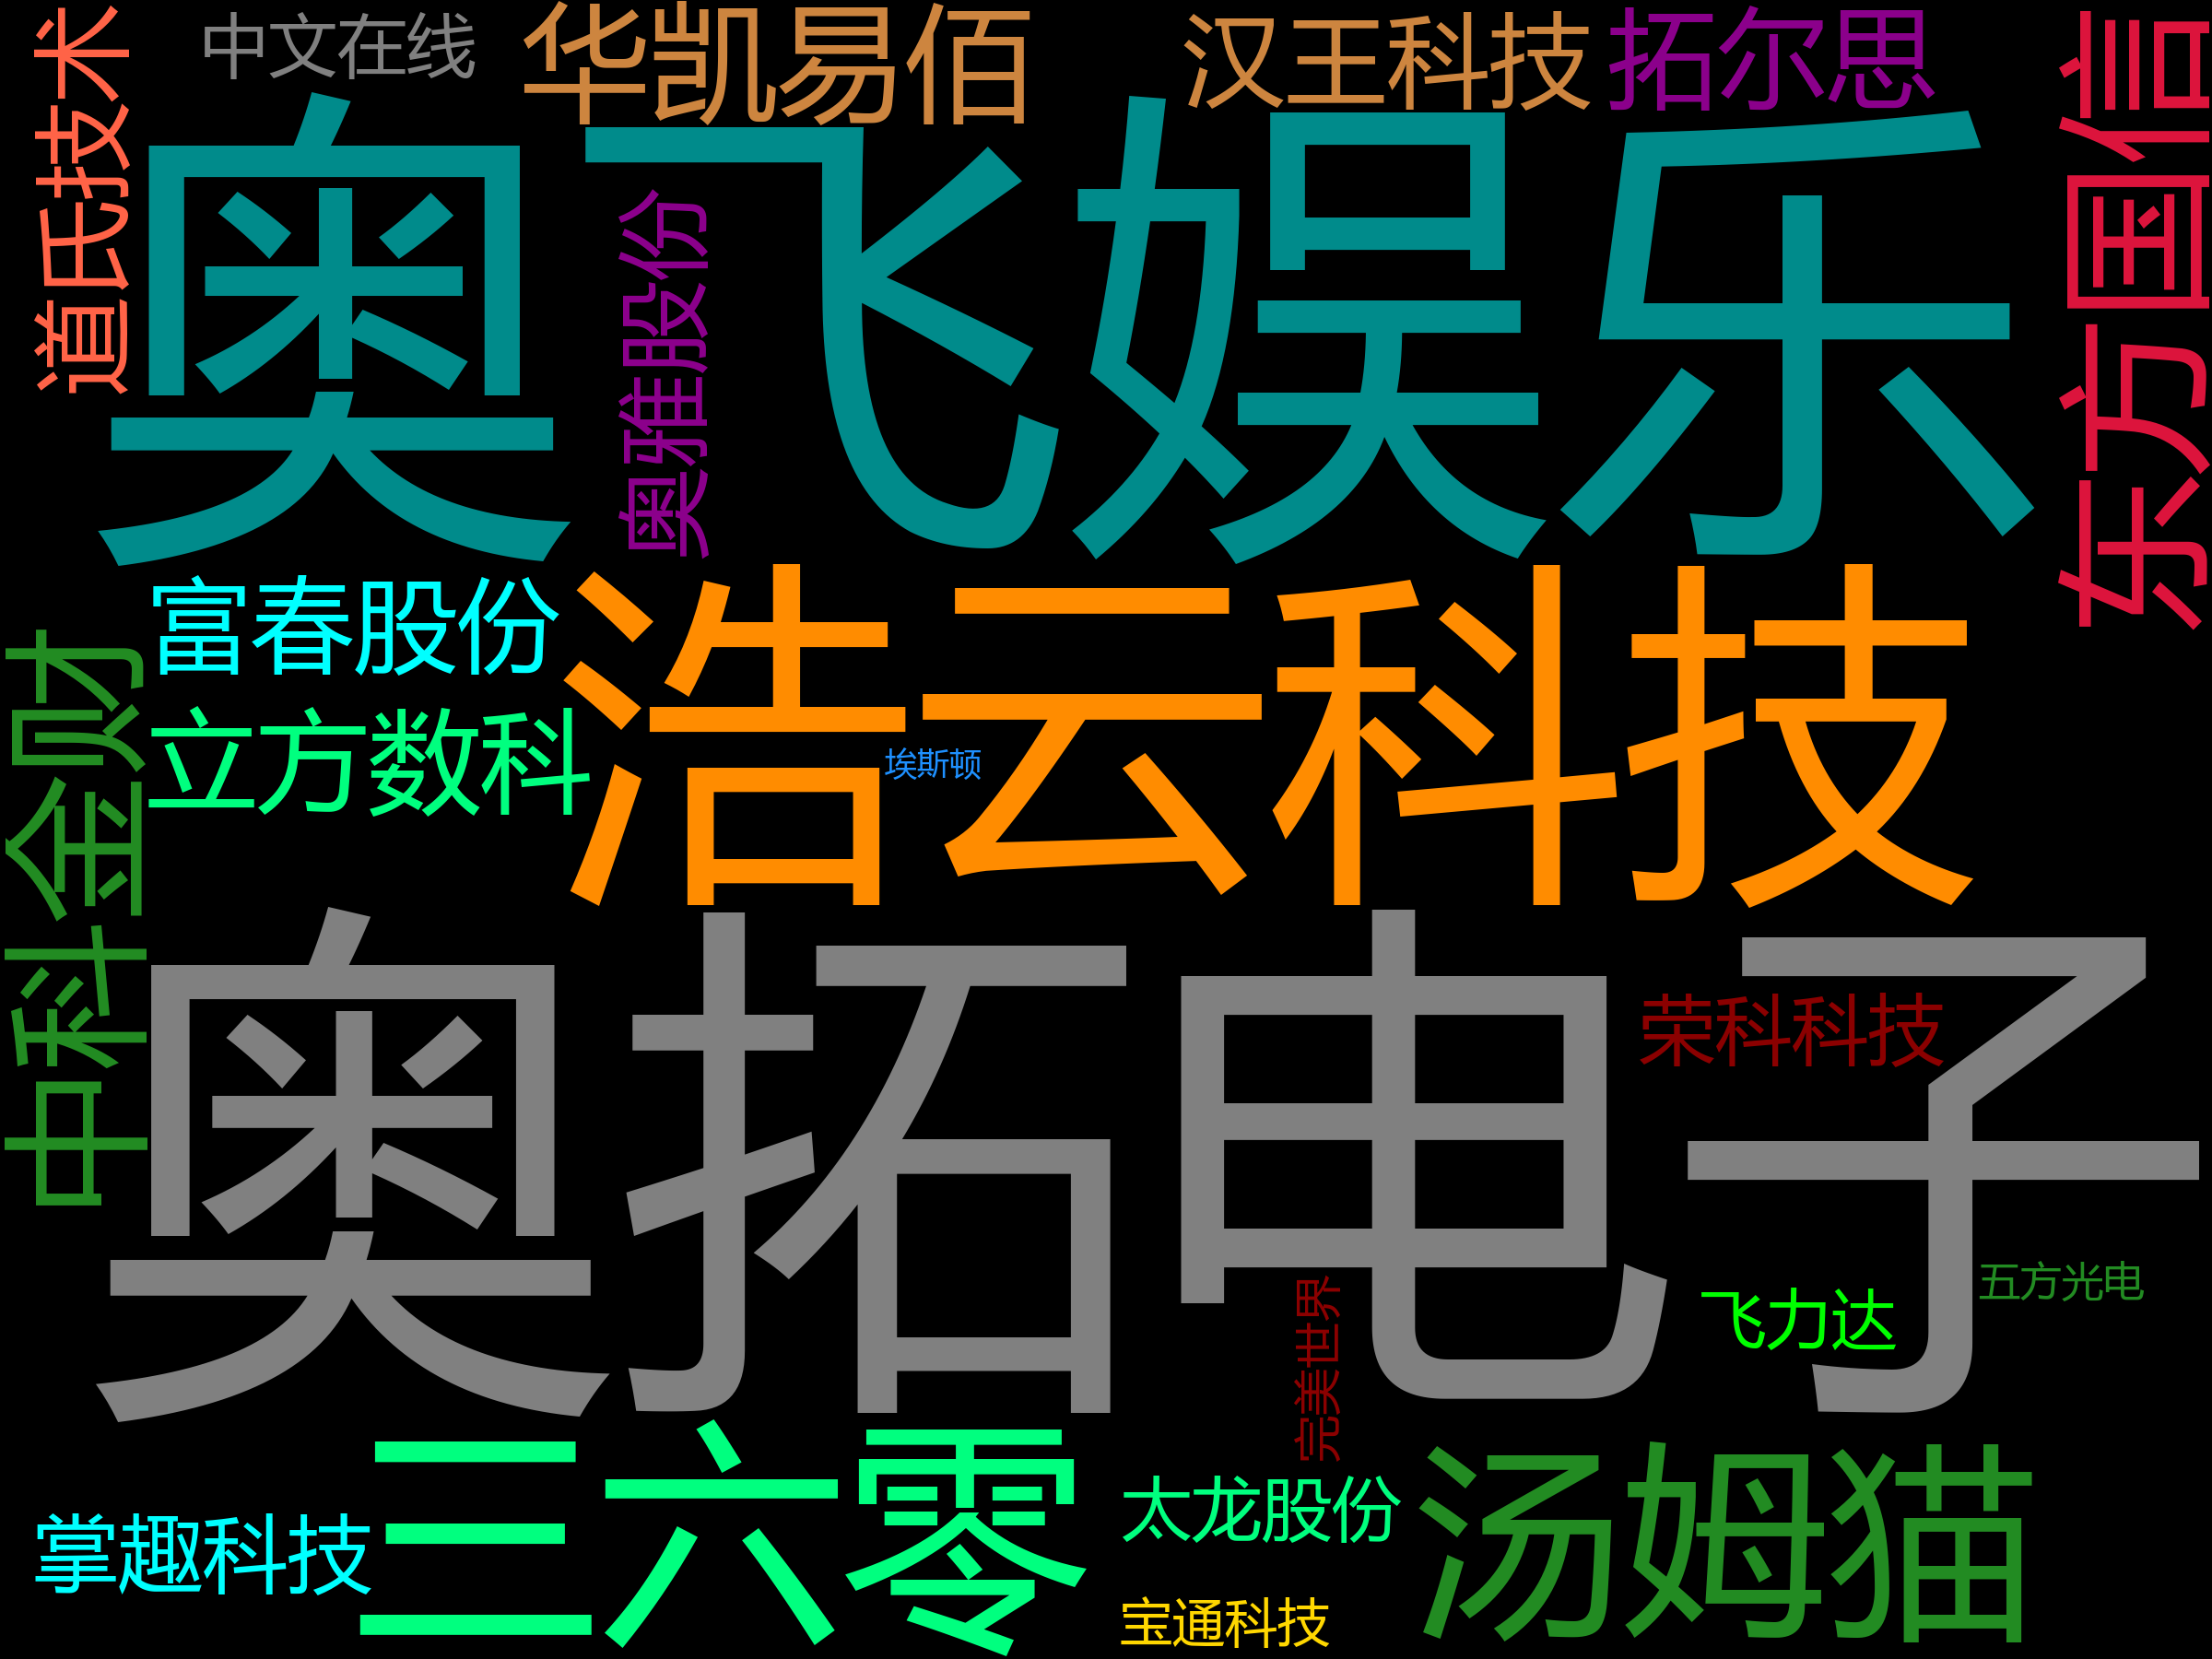 中文在线
华凯易佰
汉王科技
拓尔思
道氏技术
奥飞娱乐
奥雅股份
东方国信
富春股份
浩云科技
立方数科
埃斯顿
中科金财
奥拓电子
荣科科技
五方光电
飞力达
完美世界
三六零
汤姆猫
大龙股份
掌趣科技
宝通科技